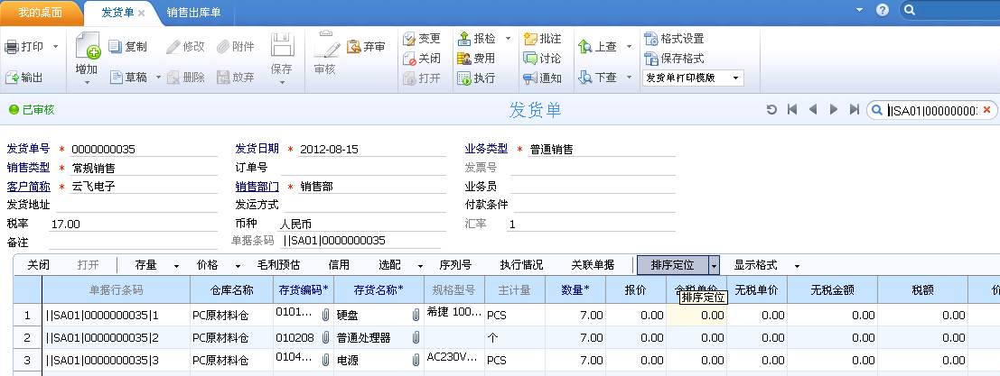 我的桌面 发货单 销售出库单
打印 复制 修改 附件 弃审 变更 报检 批注 格式设置
增加 保存 审核 关闭 费用 讨论 上查 保存格式
输出 草稿 删除 放弃 打开 执行 通知 下查 发货单打印模版
已审核 发货单 ||SA01|0000000003
发货单号 * 0000000035 发货日期 * 2012-08-15 业务类型 * 普通销售
销售类型 * 常规销售 订单号 发票号
客户简称 * 云飞电子 销售部门 * 销售部 业务员
发货地址 发运方式 付款条件
税率 17.00 币种 人民币 汇率 1
备注 单据条码 ||SA01|0000000035
关闭 打开 存量 价格 毛利预估 信用 选配 序列号 执行情况 关联单据 排序定位 显示格式
单据行条码 仓库名称 存货编码* 存货名称* 规格型号 主计量 数量* 报价 含税单价 无税单价 无税金额 税额 价
排序定位
1 ||SA01|0000000035|1 PC原材料仓 0101... 硬盘 希捷 100... PCS 7.00 0.00 0.00 0.00 0.00 0.00
2 ||SA01|0000000035|2 PC原材料仓 010208 普通处理器 个 7.00 0.00 0.00 0.00 0.00 0.00
3 ||SA01|0000000035|3 PC原材料仓 0104... 电源 AC230V... PCS 7.00 0.00 0.00 0.00 0.00 0.00